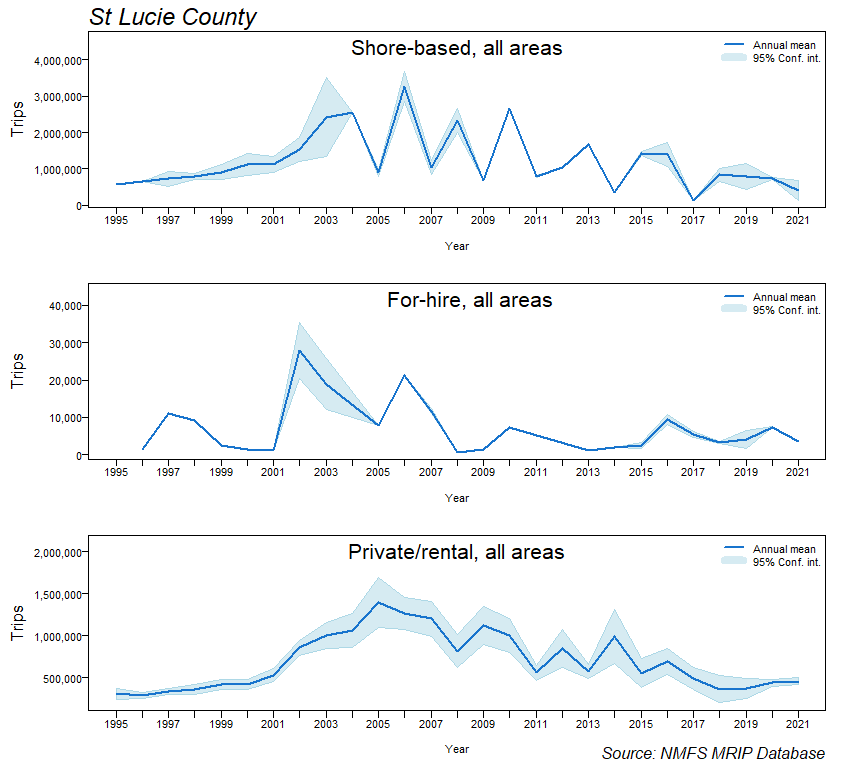 St Lucie County
Shore-based, all areas
Annual mean
95% Conf. int.
Trips
4,000,000
3,000,000
2,000,000
1,000,000
0
1995 1997 1999 2001 2003 2005 2007 2009 2011 2013 2015 2017 2019 2021
Year
For-hire, all areas
Annual mean
95% Conf. int.
Trips
40,000
30,000
20,000
10,000
0
1995 1997 1999 2001 2003 2005 2007 2009 2011 2013 2015 2017 2019 2021
Year
Private/rental, all areas
Annual mean
95% Conf. int.
Trips
2,000,000
1,500,000
1,000,000
500,000
1995 1997 1999 2001 2003 2005 2007 2009 2011 2013 2015 2017 2019 2021
Year
Source: NMFS MRIP Database